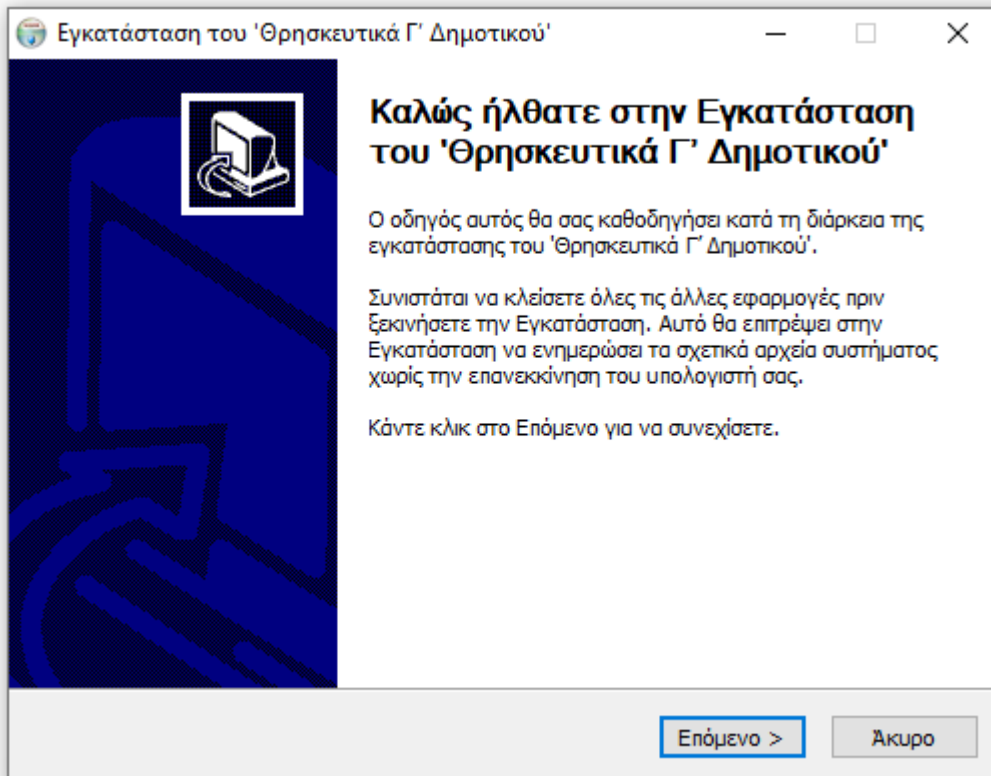 Εγκατάσταση του 'Θρησκευτικά Γ΄ Δημοτικού'
Καλώς ήλθατε στην Εγκατάσταση
του 'Θρησκευτικά Γ΄ Δημοτικού'
Ο οδηγός αυτός θα σας καθοδηγήσει κατά τη διάρκεια της
εγκατάστασης του 'Θρησκευτικά Γ΄ Δημοτικού'.
Συνιστάται να κλείσετε όλες τις άλλες εφαρμογές πριν
ξεκινήσετε την Εγκατάσταση. Αυτό θα επιτρέψει στην
Εγκατάσταση να ενημερώσει τα σχετικά αρχεία συστήματος
χωρίς την επανεκκίνηση του υπολογιστή σας.
Κάντε κλικ στο Επόμενο για να συνεχίσετε.
Επόμενο >
Άκυρο